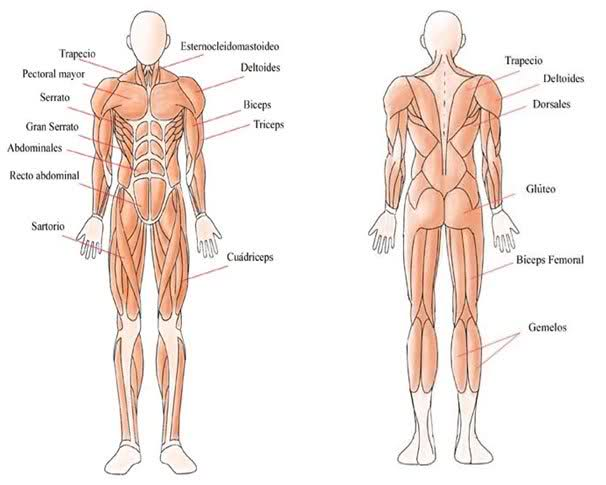 Trapecio
Pectoral mayor
Serrato
Gran Serrato
Abdominales
Recto abdominal
Sartorio
Esternocleidomastoideo
Deltoides
Biceps
Triceps
Cuádriceps
Trapecio
Deltoides
Dorsales
Glúteo
Biceps Femoral
Gemelos